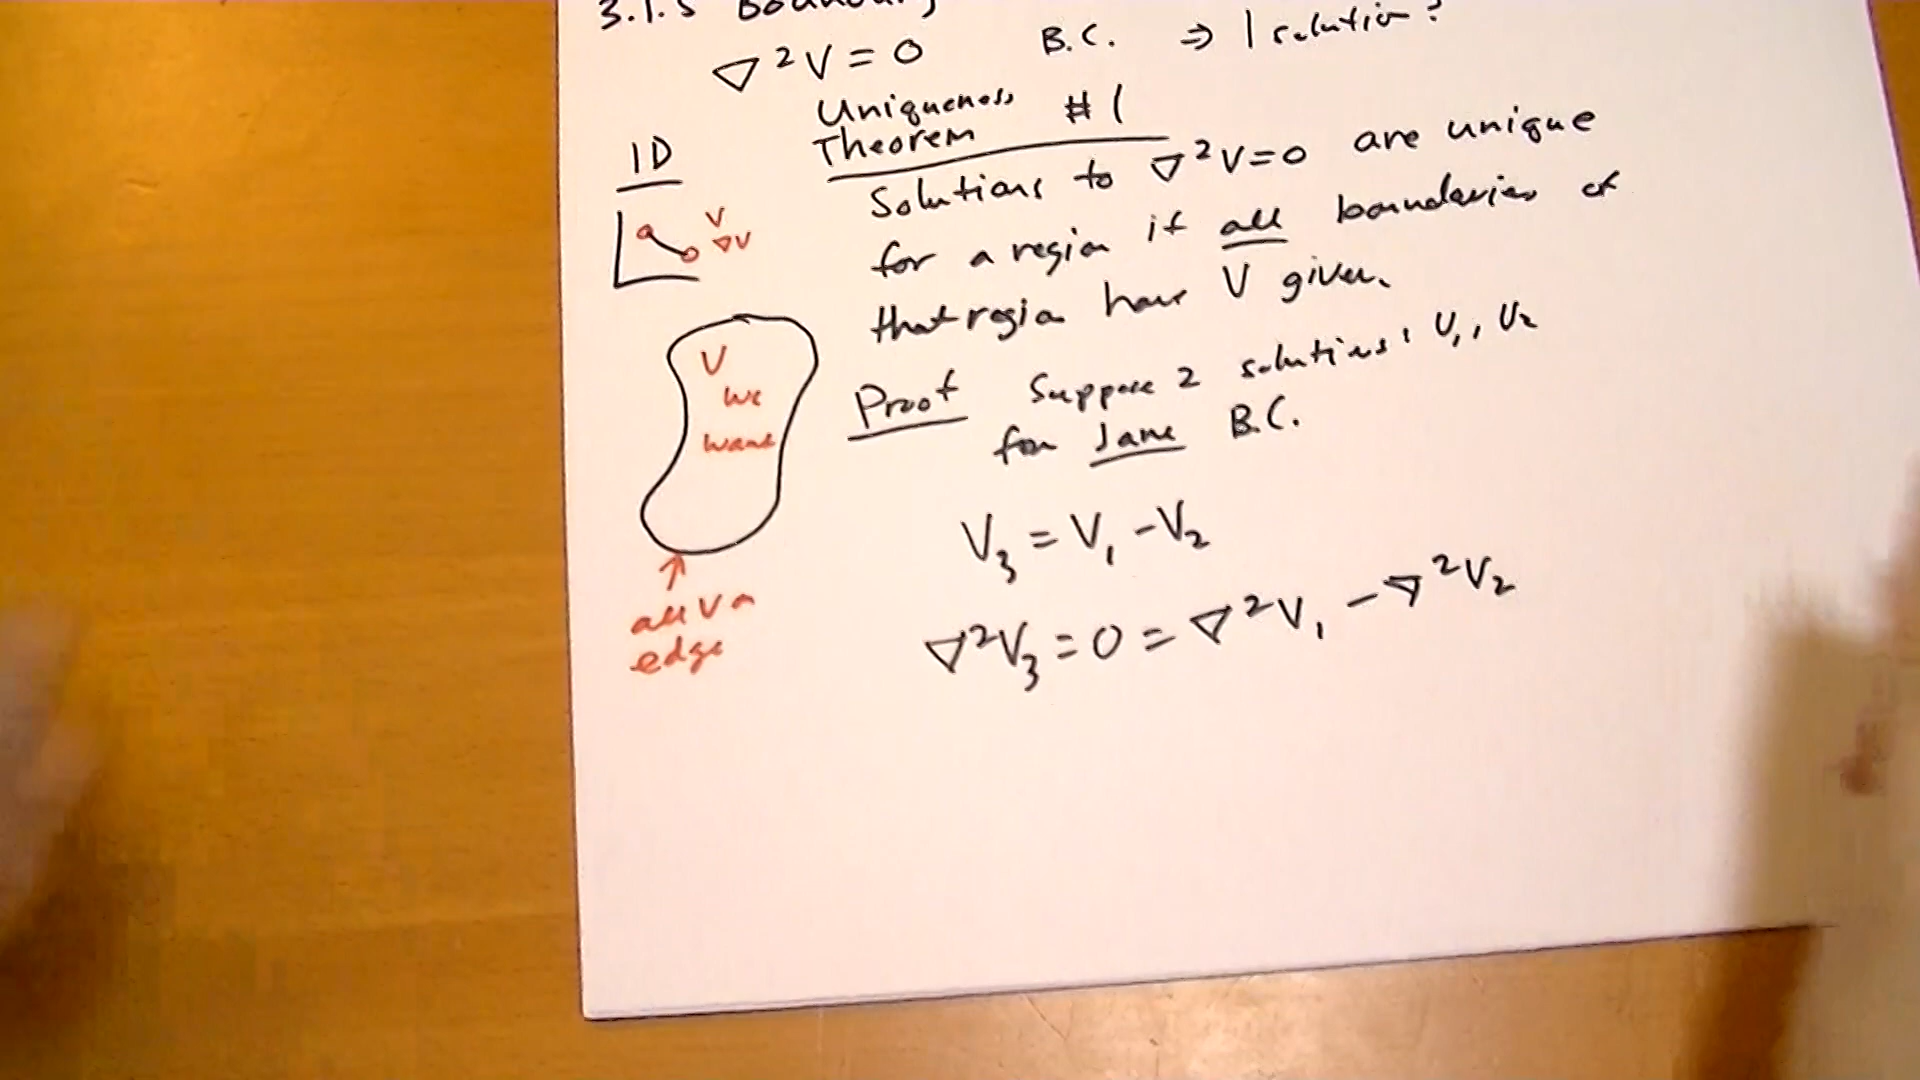 3.1.5 Boundary
∇²V = 0 B.C. ⇒ 1 solution?
Uniqueness
Theorem #1
1D
V
∇V
Solutions to ∇²V=0 are unique
for a region if all boundaries of
that region have V given.
V
we
want
all V on
edge
Proof Suppose 2 solutions, V₁, V₂
for same B.C.
V₃ = V₁ - V₂
∇²V₃ = 0 = ∇²V₁ - ∇²V₂